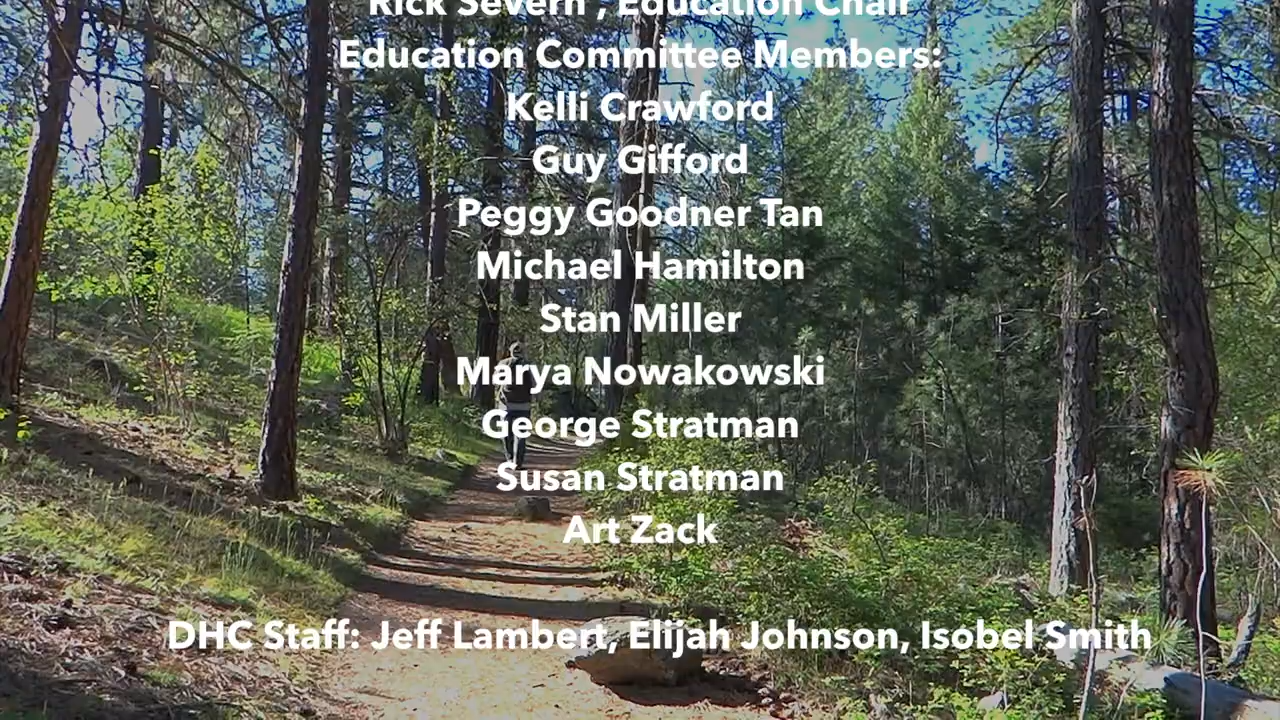 Rick Severn , Education Chair
Education Committee Members:
Kelli Crawford
Guy Gifford
Peggy Goodner Tan
Michael Hamilton
Stan Miller
Marya Nowakowski
George Stratman
Susan Stratman
Art Zack
DHC Staff: Jeff Lambert, Elijah Johnson, Isobel Smith